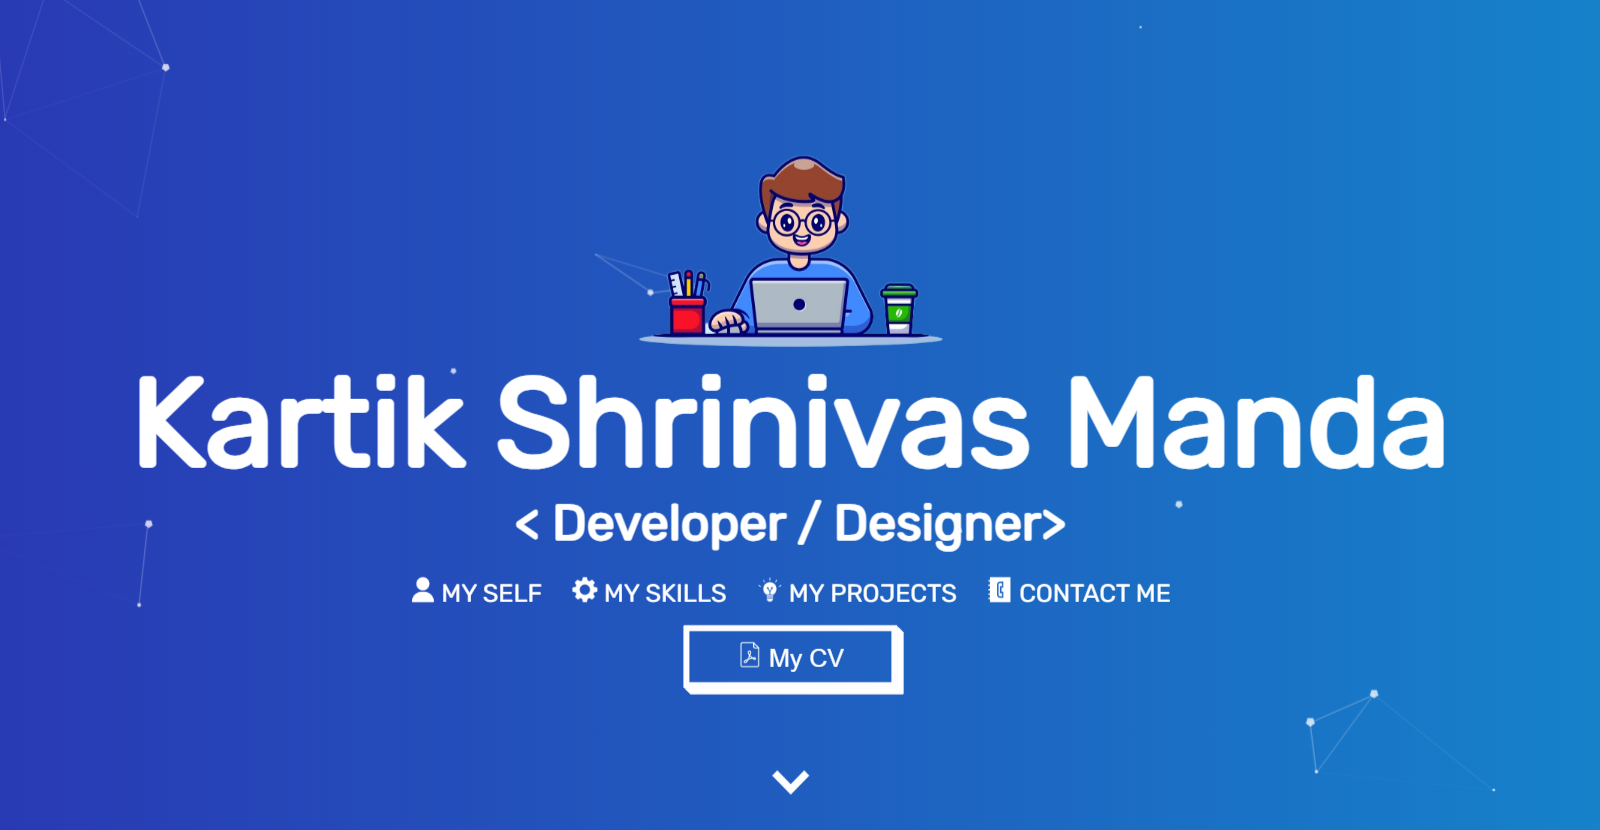 Kartik Shrinivas Manda
< Developer / Designer>
MY SELF MY SKILLS MY PROJECTS CONTACT ME
My CV